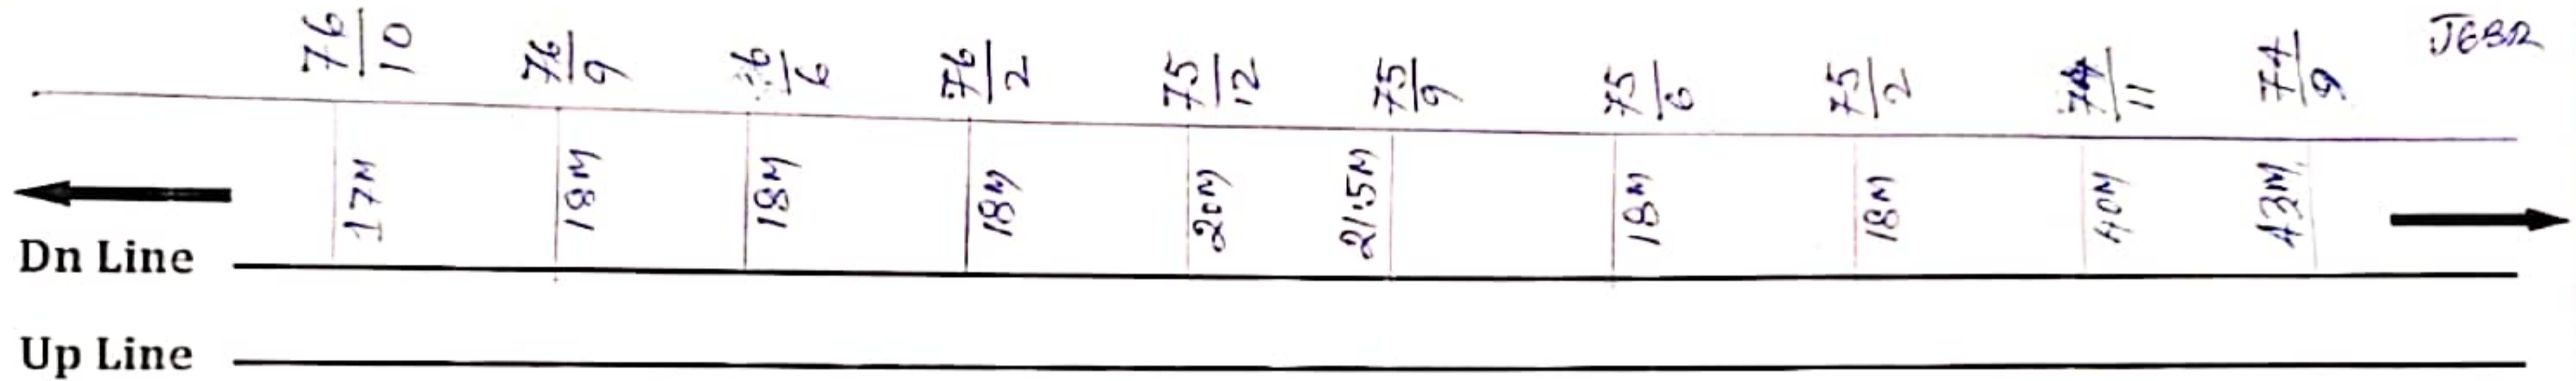 76/10 76/9 76/6 76/2 75/12 75/9 75/6 75/2 74/11 74/9
17M 18M 18M 18M 20M 21.5M 18M 18M 40M 43M
Dn Line
Up Line